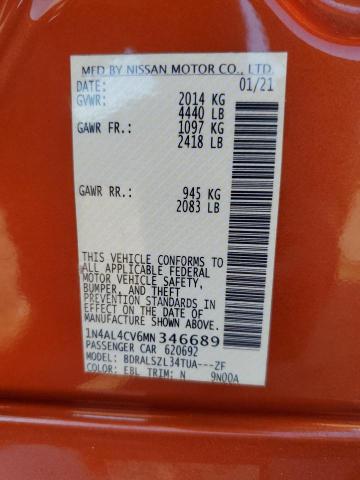 MFD BY NISSAN MOTOR CO., LTD.
DATE: 01/21
GVWR: 2014 KG
4440 LB
GAWR FR: 1097 KG
2418 LB
GAWR RR: 945 KG
2083 LB
THIS VEHICLE CONFORMS TO
ALL APPLICABLE FEDERAL
MOTOR VEHICLE SAFETY,
BUMPER, AND THEFT
PREVENTION STANDARDS
IN EFFECT ON THE DATE OF
MANUFACTURE SHOWN ABOVE.
1N4AL4CV6MN 346689
PASSENGER CAR 620692
MODEL: BDRALSZL34TUA---ZF
COLOR: EBL TRIM: N 9N00A